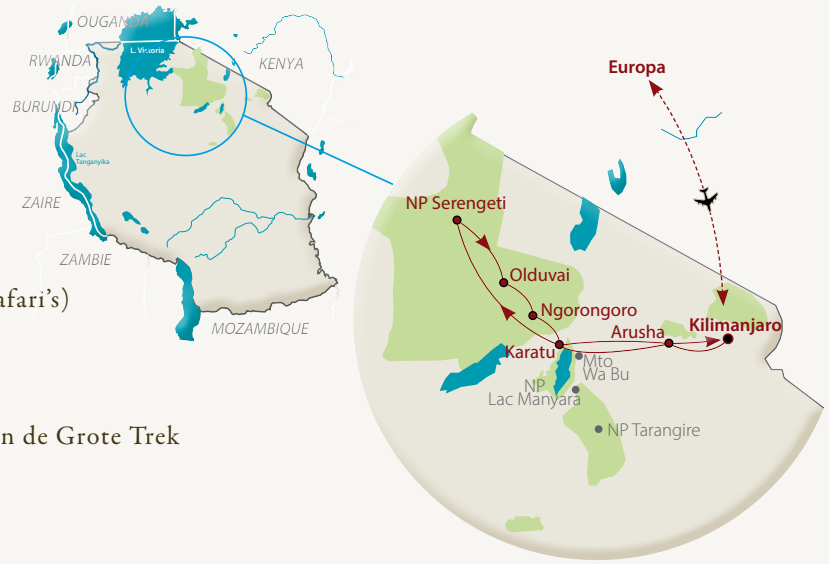 OUGANDA
L. Victoria
RWANDA
KENYA
BURUNDI
Lac
Tanganyika
ZAIRE
ZAMBIE
MOZAMBIQUE
afari's)
n de Grote Trek
Europa
NP Serengeti
Olduvai
Ngorongoro
Arusha
Kilimanjaro
Karatu
Mto
Wa Bu
NP
Lac Manyara
NP Tarangire